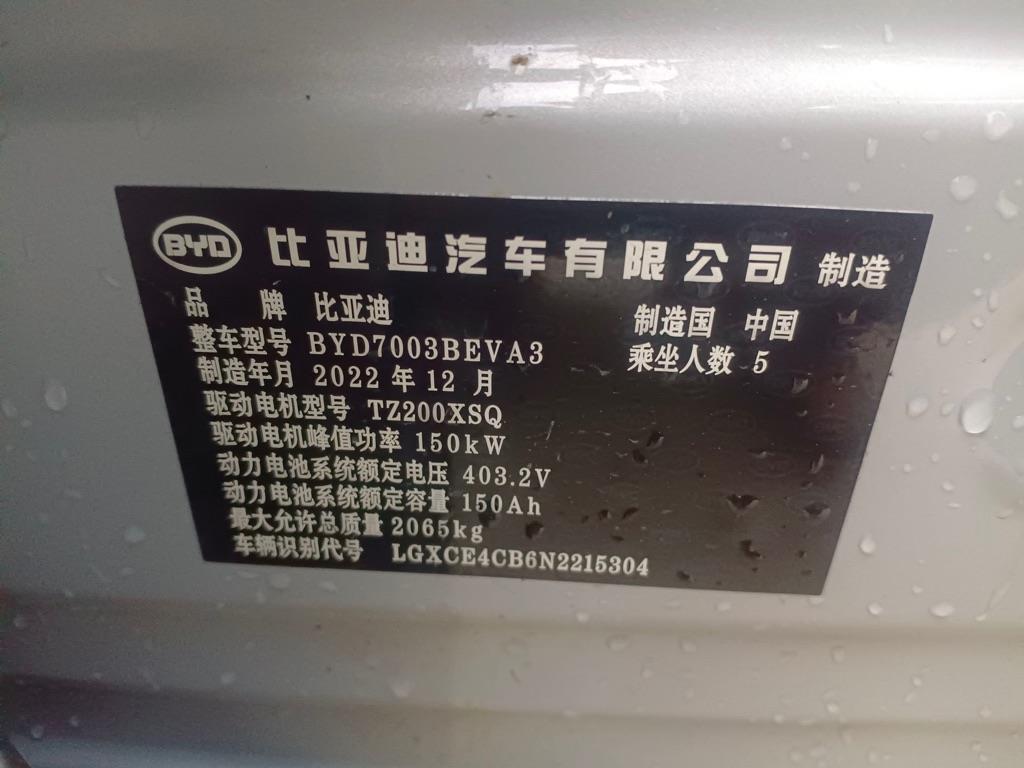 BYD 比亚迪汽车有限公司 制造
品 牌 比亚迪 制造国 中国
整车型号 BYD7003BEVA3 乘坐人数 5
制造年月 2022 年 12 月
驱动电机型号 TZ200XSQ
驱动电机峰值功率 150kW
动力电池系统额定电压 403.2V
动力电池系统额定容量 150Ah
最大允许总质量 2065kg
车辆识别代号 LGXCE4CB6N2215304